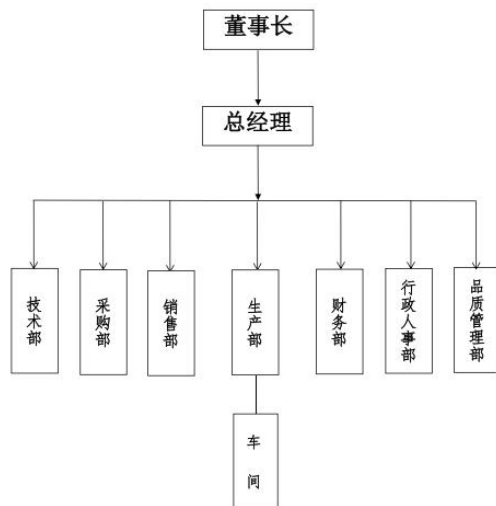 董事长
总经理
技术部
采购部
销售部
生产部
财务部
行政人事部
品质管理部
车间